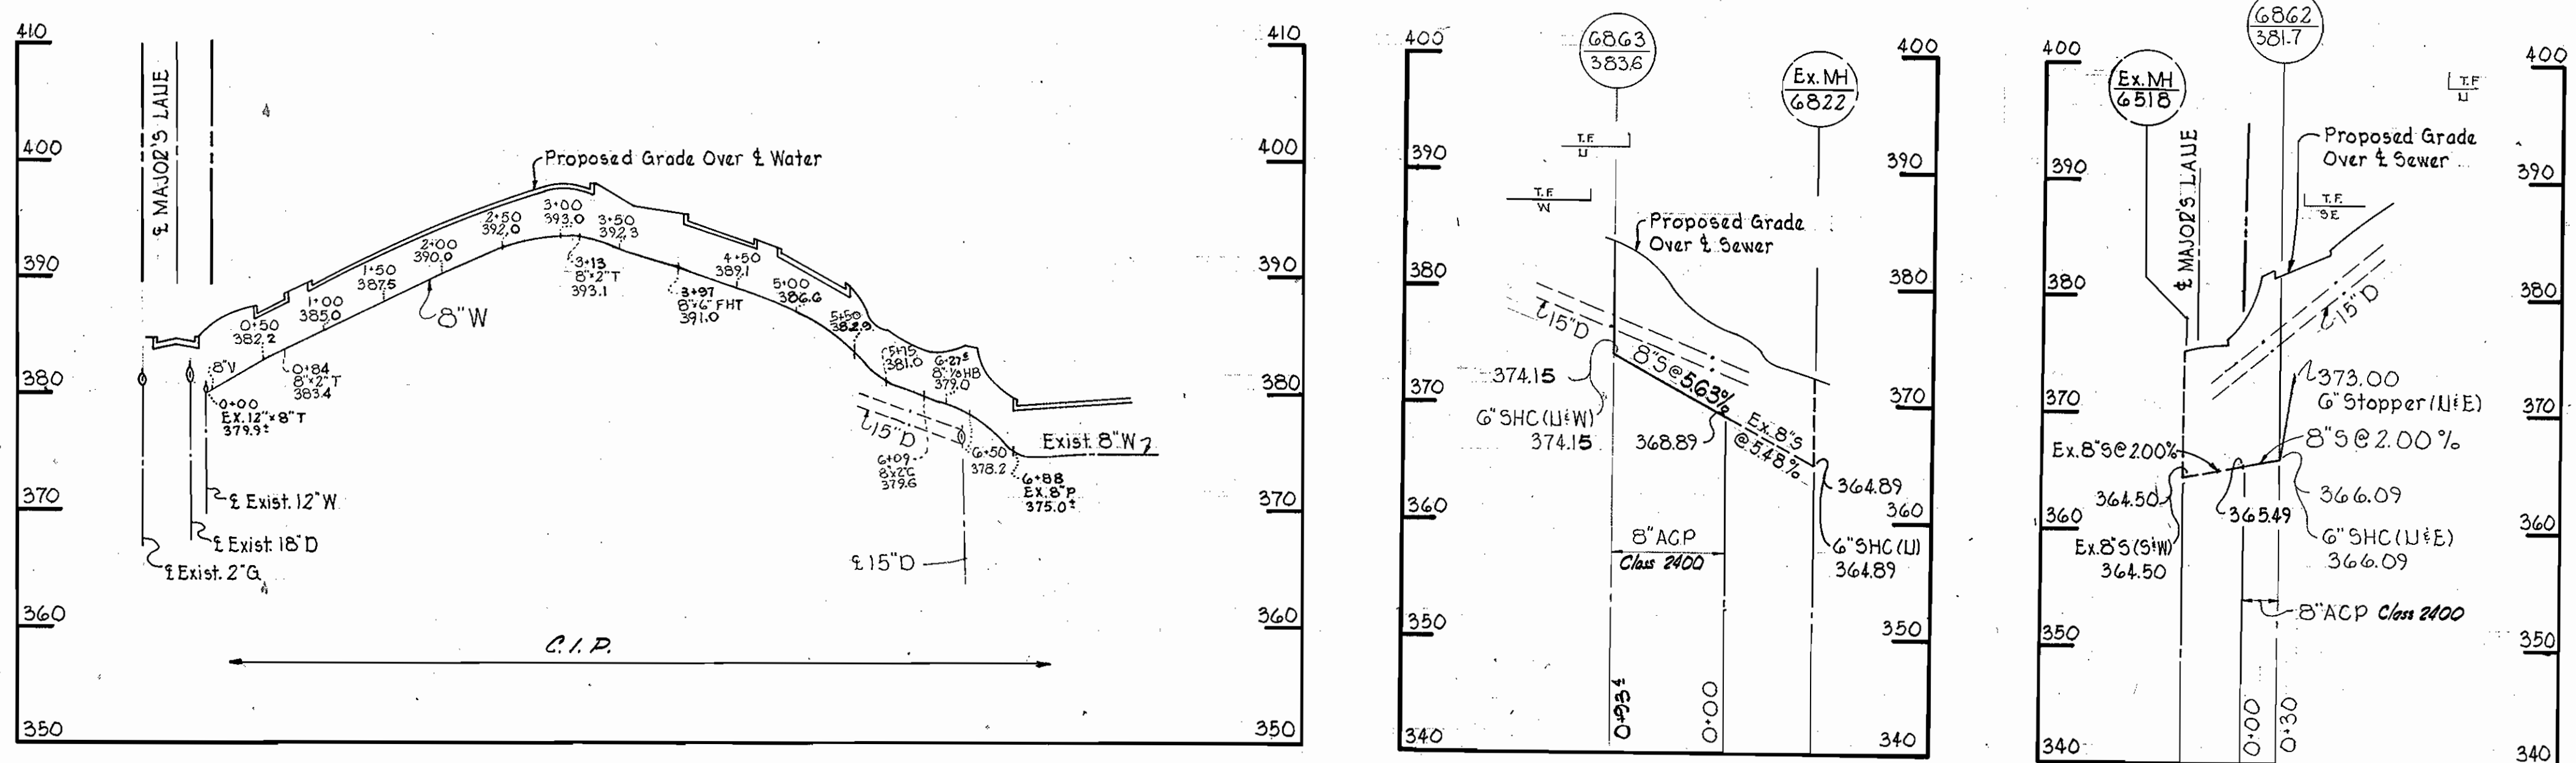 410
410
400
400
390
390
380
380
370
370
360
360
350
350
℄ MAJOR'S LANE
Proposed Grade Over ℄ Water
0+50
382.2
1+00
385.0
1+50
387.5
2+00
390.0
2+50
392.0
3+00
393.0
3+50
392.3
4+50
389.1
5+00
386.6
5+50
382.9
5+75
381.0
8" 1/8 HB
379.0
8"V
0+00
EX. 12"x8"T
379.9±
0+84
8"x2"T
383.4
8"W
3+13
8"x2"T
393.1
3+97
8"x6" FHT
391.0
15"D
6+09
8"x2"C
379.6
6+50
378.2
Exist. 8"W
6+88
EX. 8"P
375.0±
℄ Exist. 12"W
℄ Exist. 18"D
℄ Exist. 2"G
℄ 15"D
C.I.P.
400
400
390
390
380
380
370
370
360
360
350
350
340
340
6863
383.6
Ex. MH
6822
T.F.
N
T.F.
W
Proposed Grade
Over ℄ Sewer
15"D
8"S @ 5.63%
374.15
6" SHC (N&W)
374.15
368.89
Ex. 8"S
@ 5.48%
364.89
6" SHC (N)
364.89
8" ACP
Class 2400
0+93±
0+00
400
400
390
390
380
380
370
370
360
360
350
350
340
340
Ex. MH
6518
6862
381.7
℄ MAJOR'S LANE
T.F.
N
Proposed Grade
Over ℄ Sewer
T.F.
SE
15"D
373.00
6" Stopper (N&E)
8"S @ 2.00%
Ex. 8"S @ 2.00%
364.50
365.49
366.09
Ex. 8"S (S&W)
364.50
6" SHC (N&E)
366.09
8" ACP Class 2400
0+00
0+30